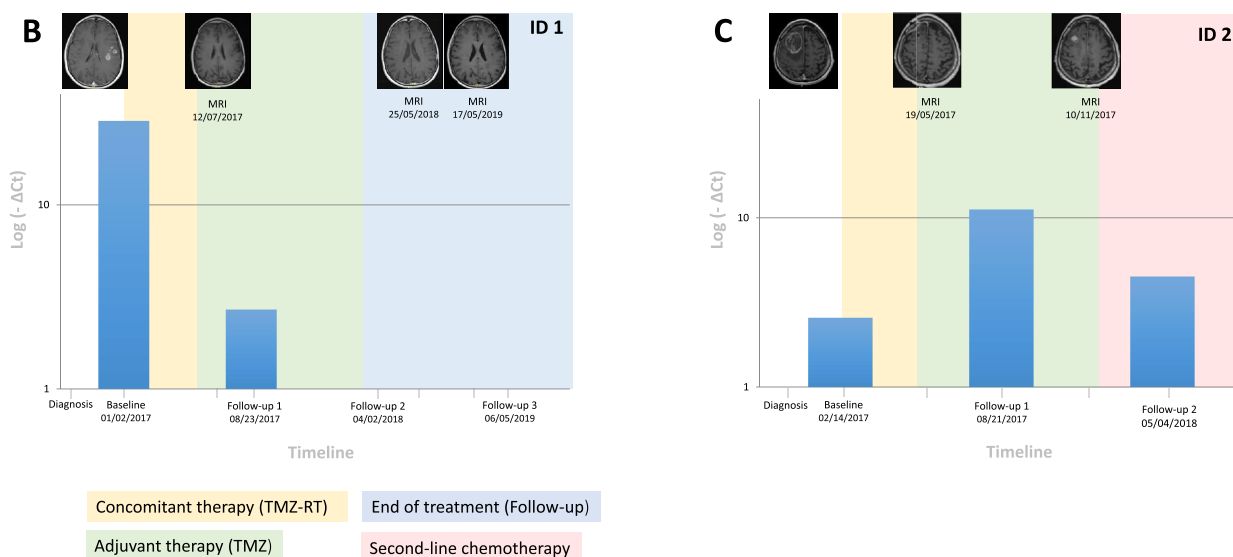 B
ID 1
MRI
12/07/2017
MRI
25/05/2018
MRI
17/05/2019
Log (- ΔCt)
10
1
Diagnosis
Baseline
01/02/2017
Follow-up 1
08/23/2017
Follow-up 2
04/02/2018
Follow-up 3
06/05/2019
Timeline
C
ID 2
MRI
19/05/2017
MRI
10/11/2017
Log (- ΔCt)
10
1
Diagnosis
Baseline
02/14/2017
Follow-up 1
08/21/2017
Follow-up 2
05/04/2018
Timeline
Concomitant therapy (TMZ-RT)
End of treatment (Follow-up)
Adjuvant therapy (TMZ)
Second-line chemotherapy